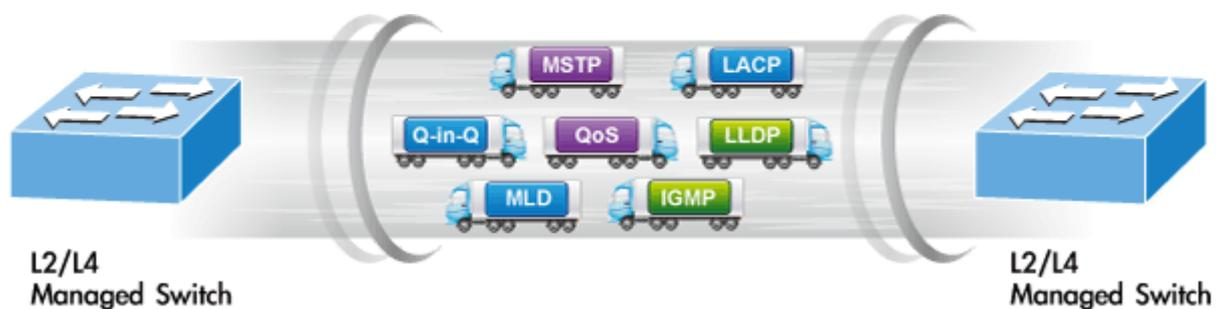 MSTP
LACP
Q-in-Q
QoS
LLDP
MLD
IGMP
L2/L4
Managed Switch
L2/L4
Managed Switch